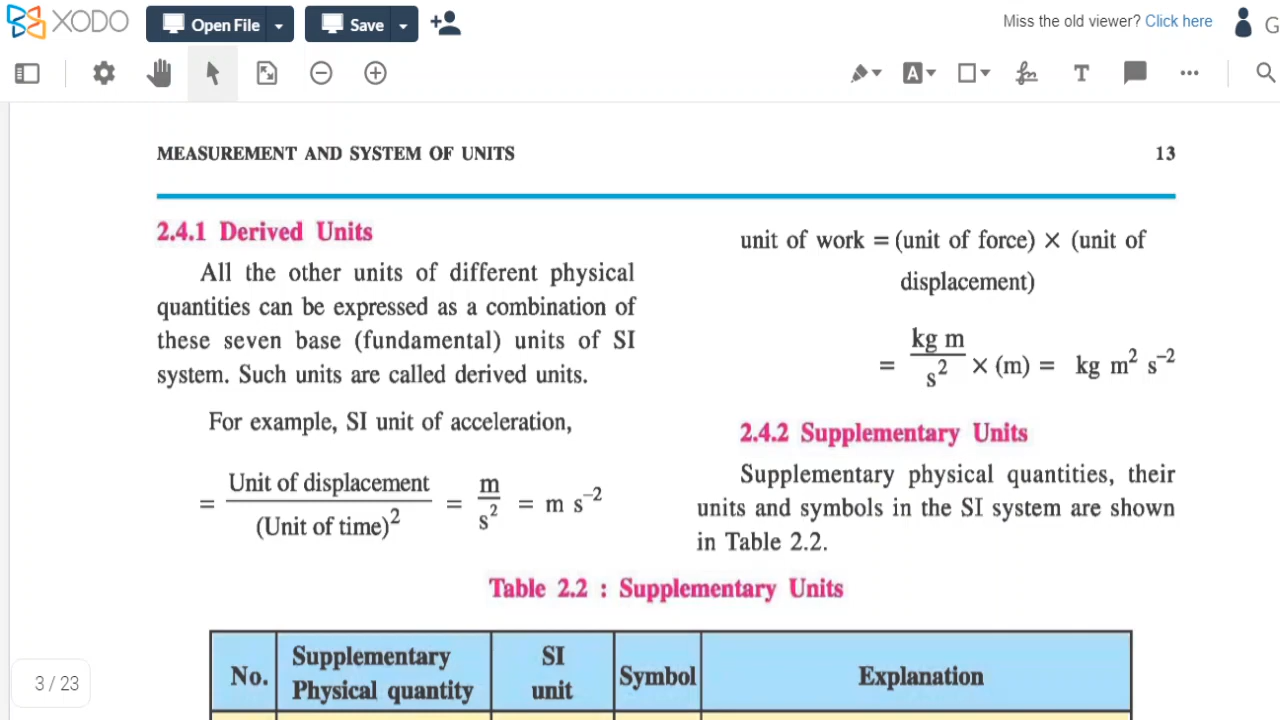 XODO
Open File
Save
Miss the old viewer? Click here
G
A
T
MEASUREMENT AND SYSTEM OF UNITS 13
2.4.1 Derived Units
All the other units of different physical
quantities can be expressed as a combination of
these seven base (fundamental) units of SI
system. Such units are called derived units.
For example, SI unit of acceleration,
= Unit of displacement / (Unit of time)² = m / s² = m s⁻²
unit of work = (unit of force) × (unit of
displacement)
= kg m / s² × (m) = kg m² s⁻²
2.4.2 Supplementary Units
Supplementary physical quantities, their
units and symbols in the SI system are shown
in Table 2.2.
Table 2.2 : Supplementary Units
No. Supplementary Physical quantity SI unit Symbol Explanation
3 / 23